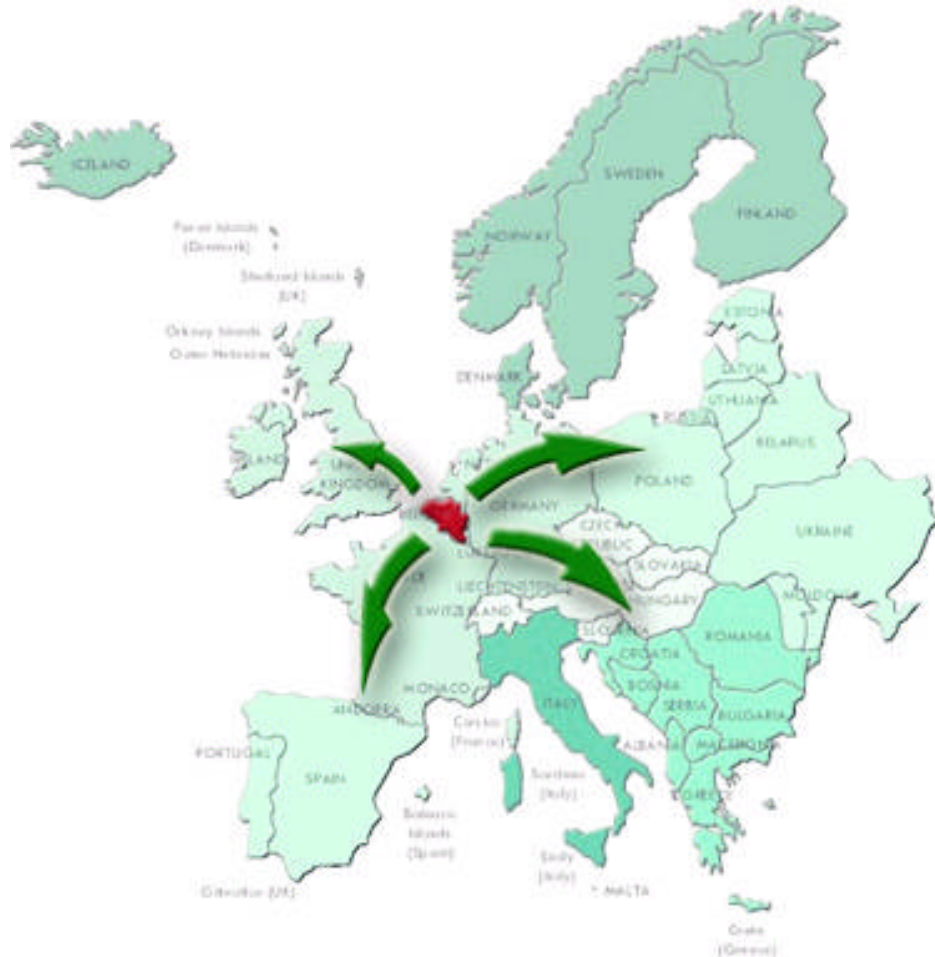 ICELAND
SWEDEN
FINLAND
NORWAY
Faroe Islands
(Denmark)
Shetland Islands
(UK)
ESTONIA
Orkney Islands
Outer Hebrides
LATVIA
DENMARK
LITHUANIA
RUSSIA
BELARUS
IRELAND
UNI
KINGDOM
POLAND
GERMANY
UKRAINE
CZECH
REPUBLIC
SLOVAKIA
LIECHTENSTEIN
HUNGARY
MOLDOV
SWITZERLAND
ROMANIA
CROATIA
BOSNIA
SERBIA
MONACO
ITALY
ANDORRA
BULGARIA
Corsica
(France)
ALBANIA
MACEDONIA
PORTUGAL
SPAIN
Sardinia
(Italy)
GREECE
Balearic
Islands
(Spain)
Sicily
(Italy)
Gibraltar (UK)
MALTA
Crete
(Greece)